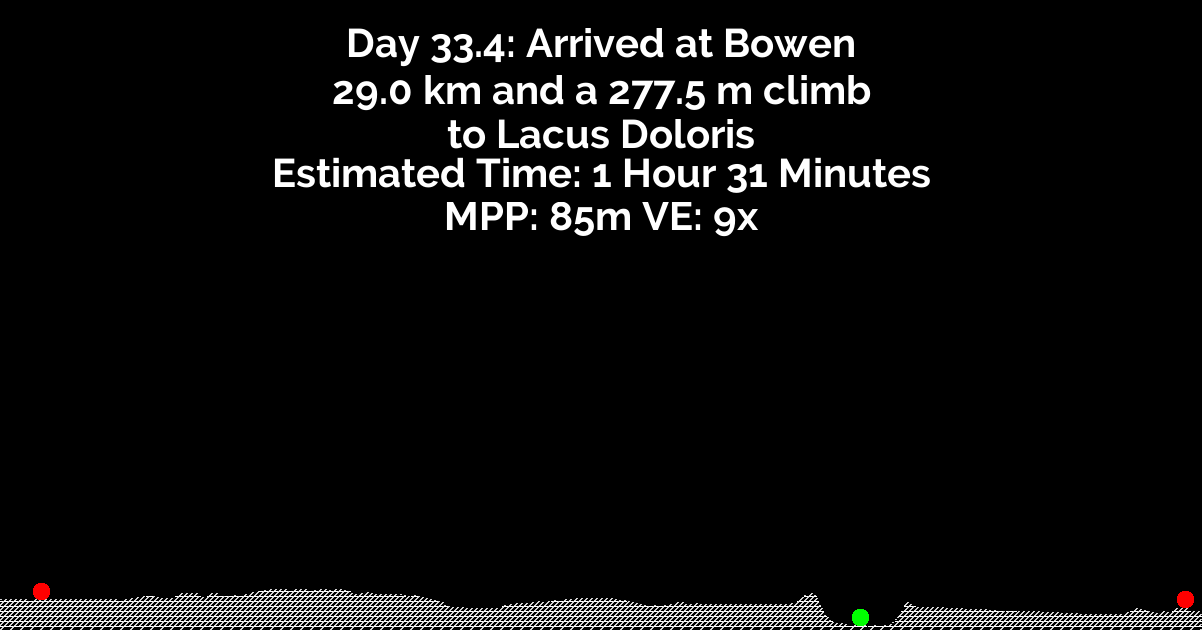 Day 33.4: Arrived at Bowen
29.0 km and a 277.5 m climb
to Lacus Doloris
Estimated Time: 1 Hour 31 Minutes
MPP: 85m VE: 9x